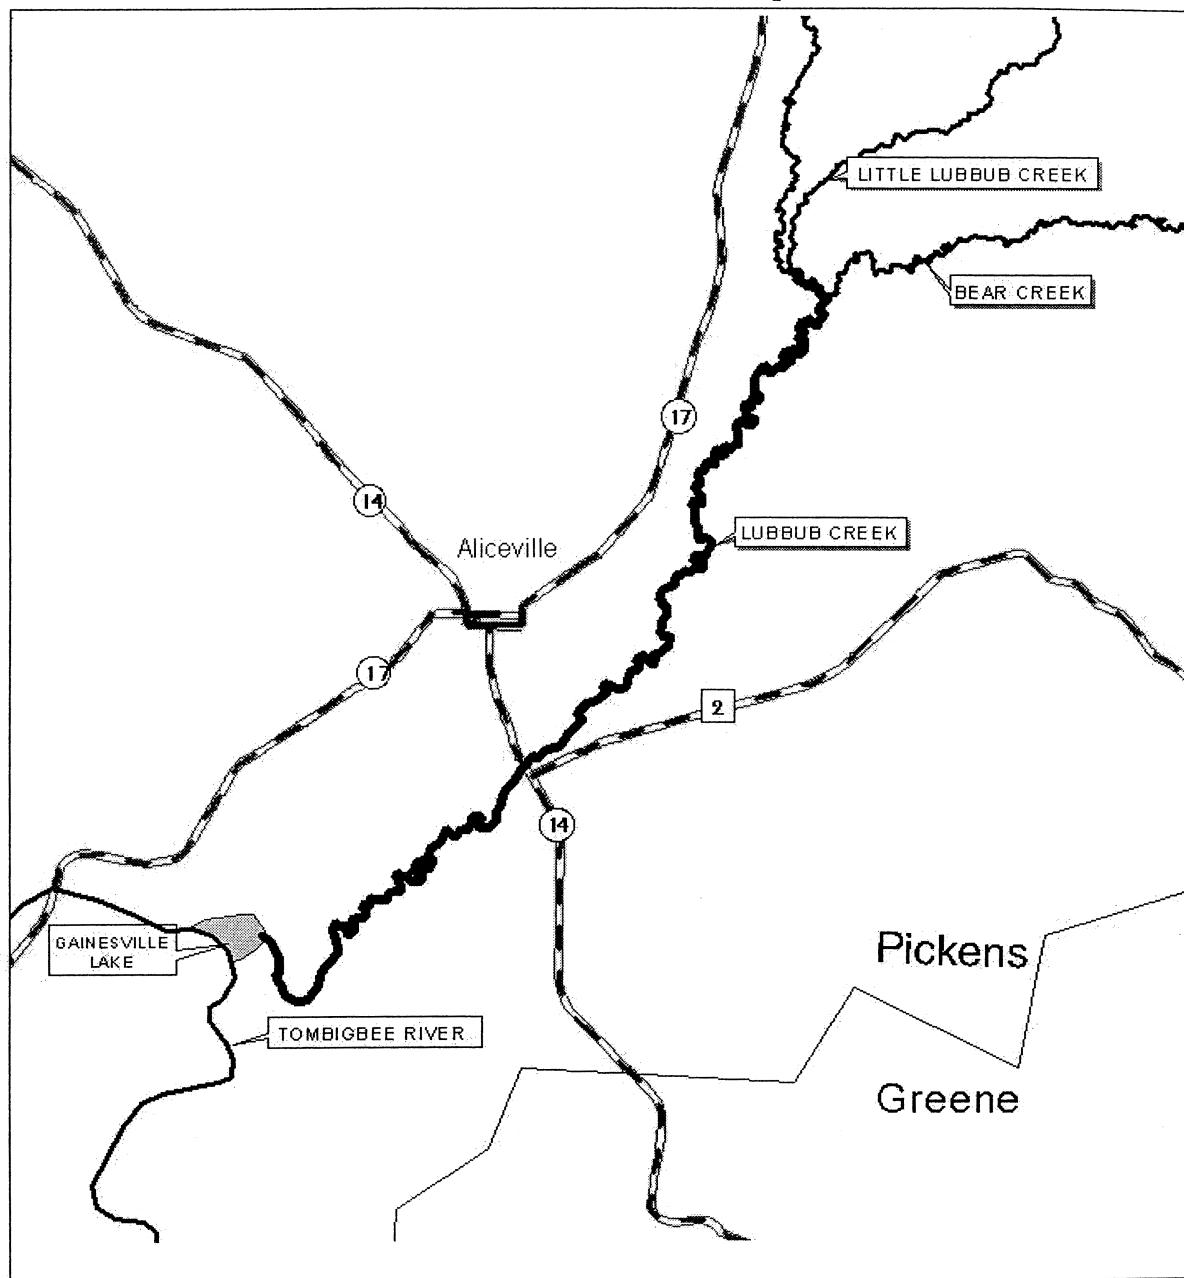 LITTLE LUBBUB CREEK
BEAR CREEK
17
14
LUBBUB CREEK
Aliceville
17
2
14
GAINESVILLE
LAKE
Pickens
TOMBIGBEE RIVER
Greene